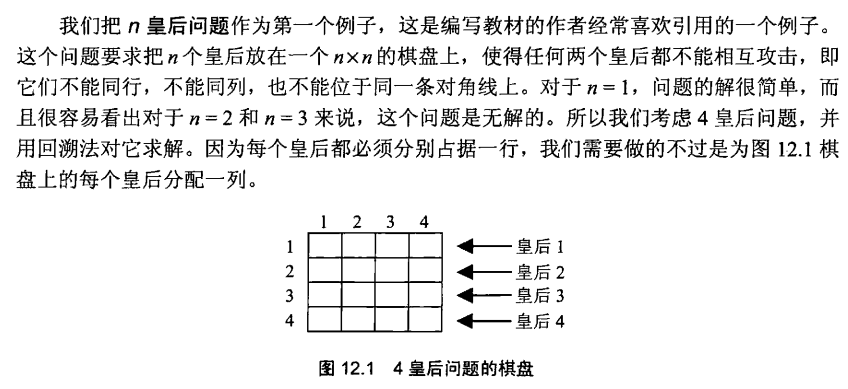 我们把 n 皇后问题作为第一个例子，这是编写教材的作者经常喜欢引用的一个例子。
这个问题要求把 n 个皇后放在一个 n×n 的棋盘上，使得任何两个皇后都不能相互攻击，即
它们不能同行，不能同列，也不能位于同一条对角线上。对于 n = 1，问题的解很简单，而
且很容易看出对于 n = 2 和 n = 3 来说，这个问题是无解的。所以我们考虑 4 皇后问题，并
用回溯法对它求解。因为每个皇后都必须分别占据一行，我们需要做的不过是为图 12.1 棋
盘上的每个皇后分配一列。
1 2 3 4
1 皇后 1
2 皇后 2
3 皇后 3
4 皇后 4
图 12.1 4 皇后问题的棋盘